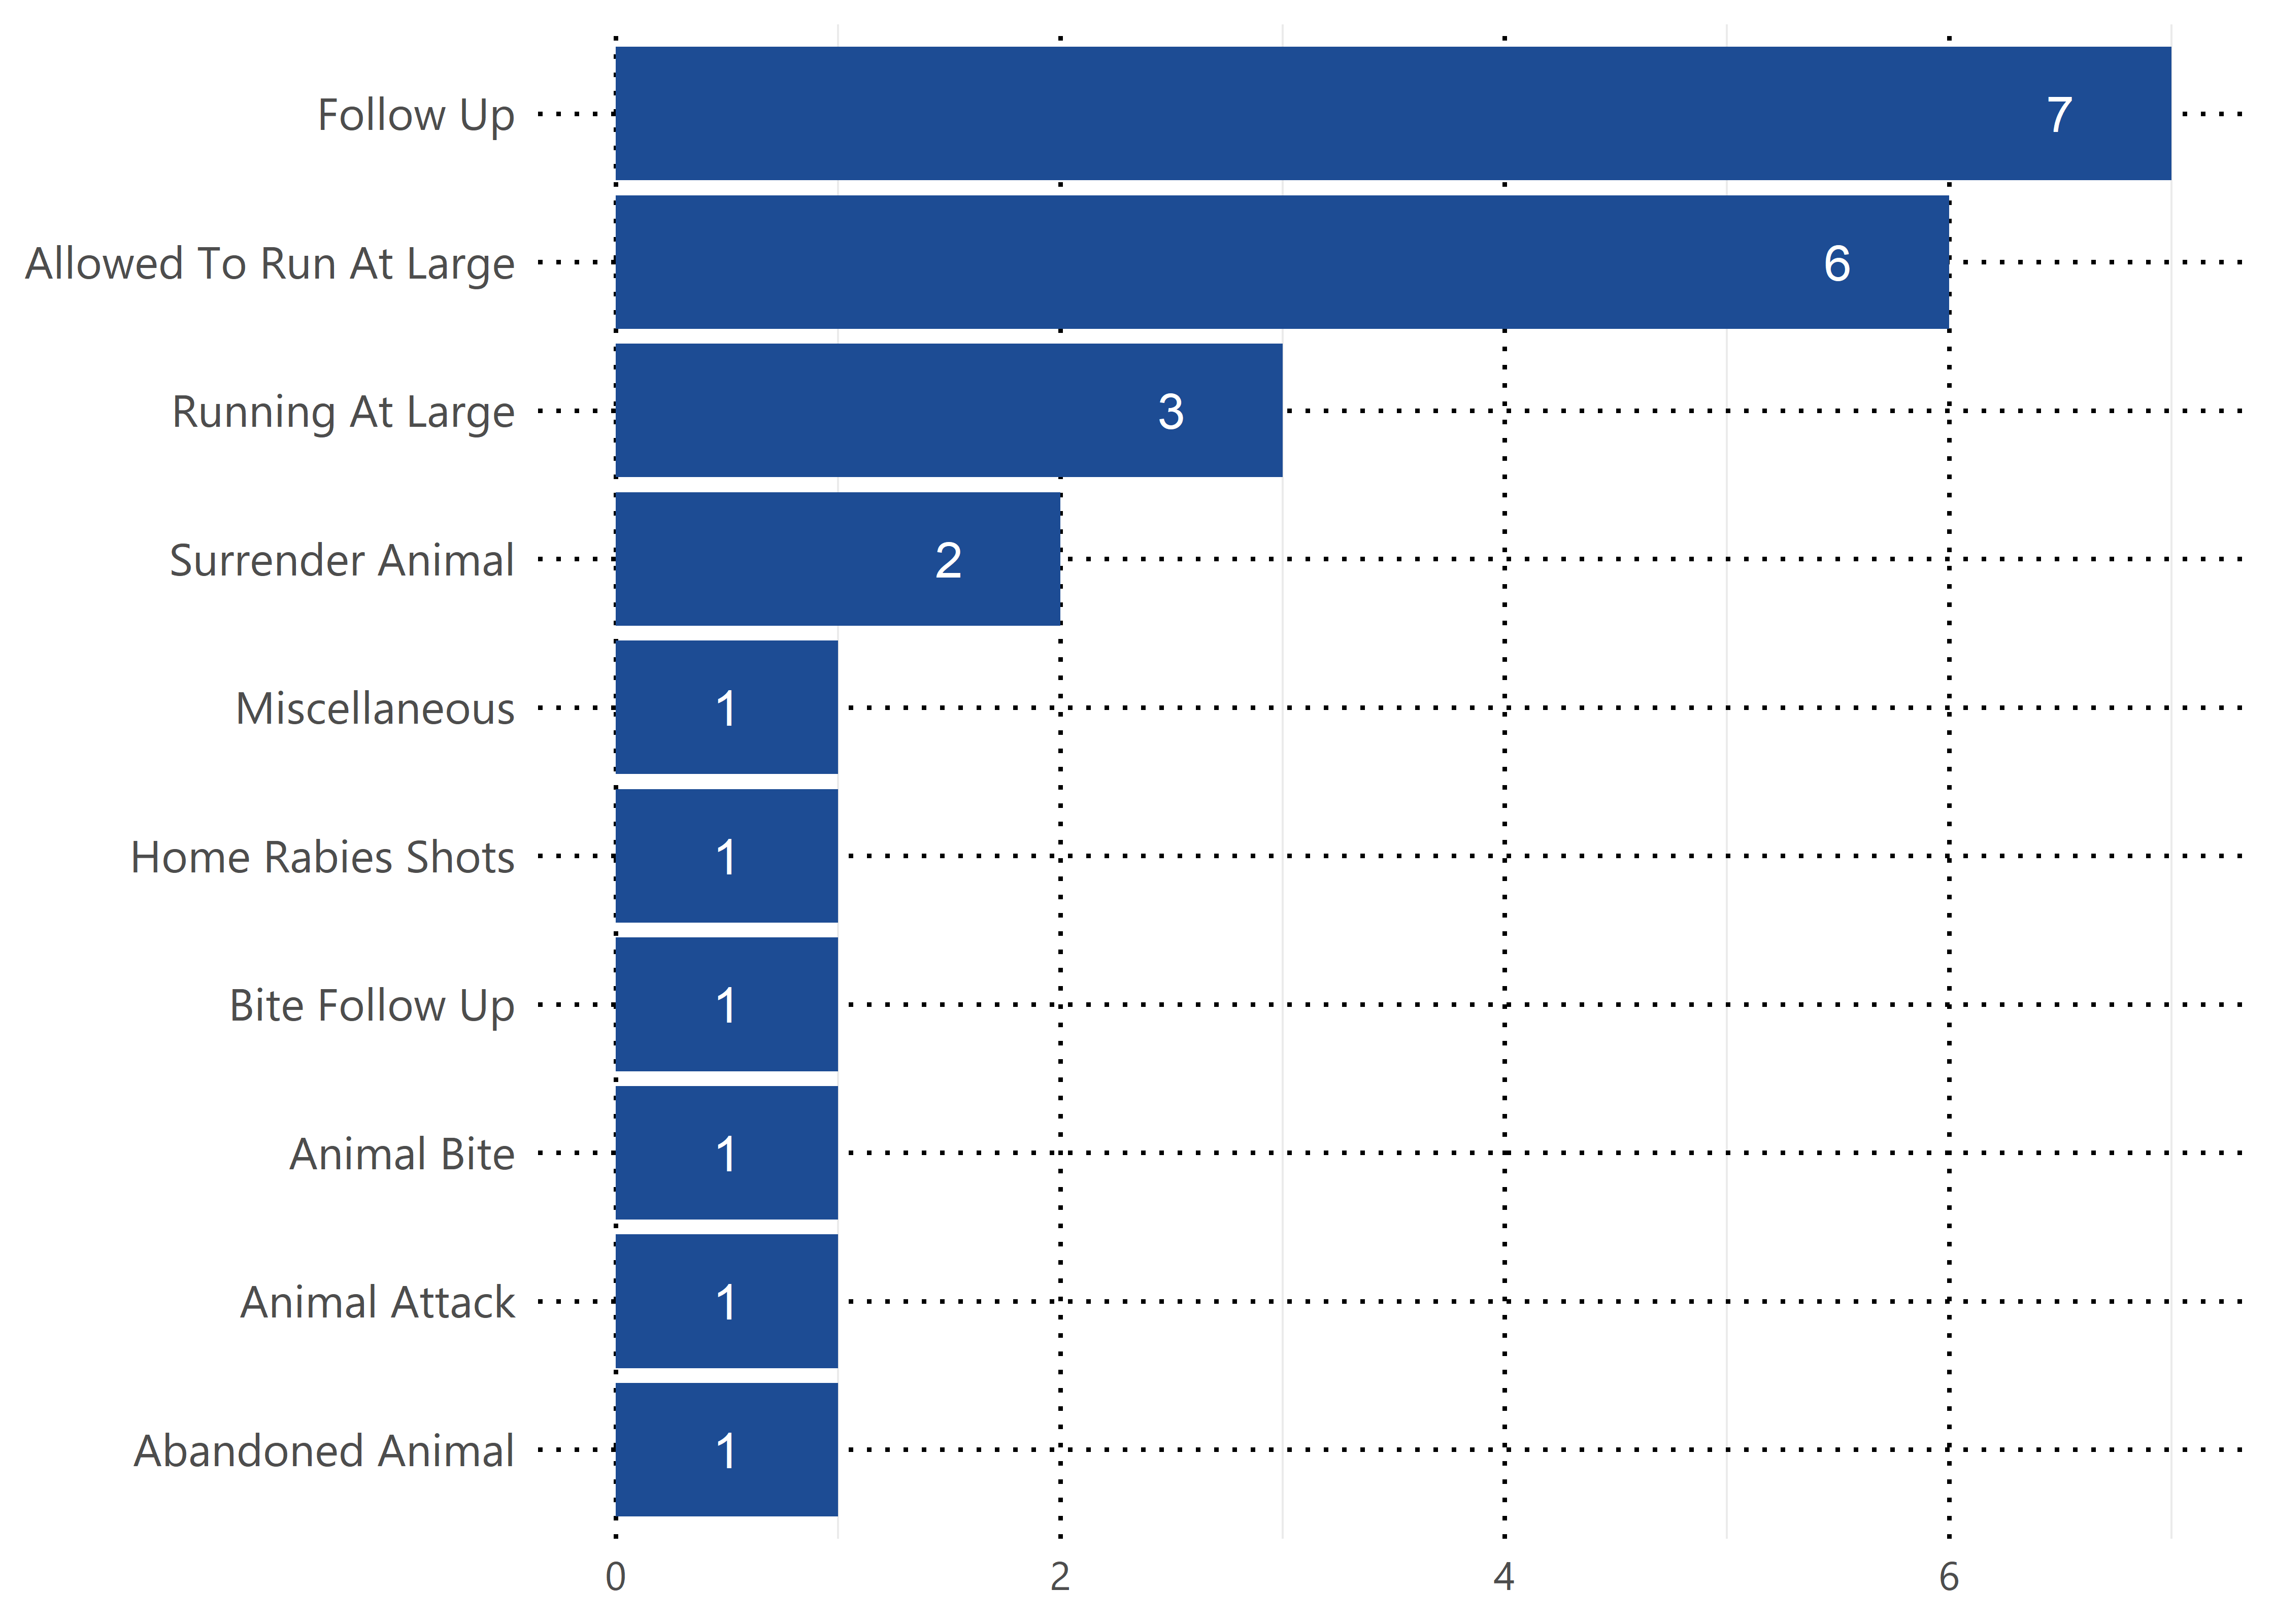 Follow Up 7
Allowed To Run At Large 6
Running At Large 3
Surrender Animal 2
Miscellaneous 1
Home Rabies Shots 1
Bite Follow Up 1
Animal Bite 1
Animal Attack 1
Abandoned Animal 1
0 2 4 6